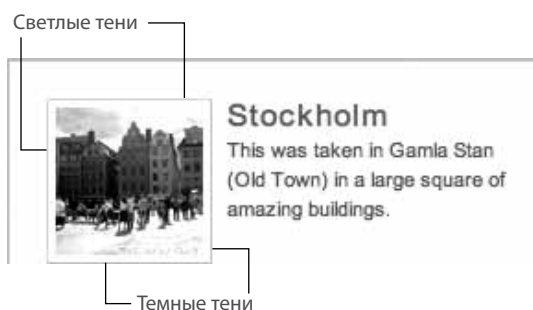 Светлые тени
Stockholm
This was taken in Gamla Stan
(Old Town) in a large square of
amazing buildings.
Темные тени